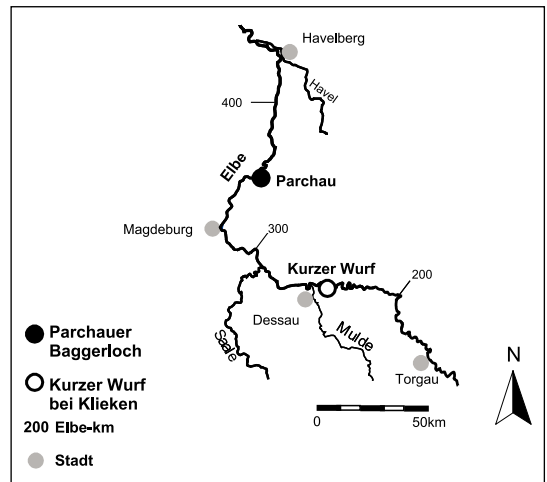 Havelberg
Havel
400
Elbe
Parchau
Magdeburg
300
Kurzer Wurf
200
Dessau
Mulde
Saale
Torgau
Parchauer
Baggerloch
Kurzer Wurf
bei Klieken
200 Elbe-km
Stadt
N
0 50km